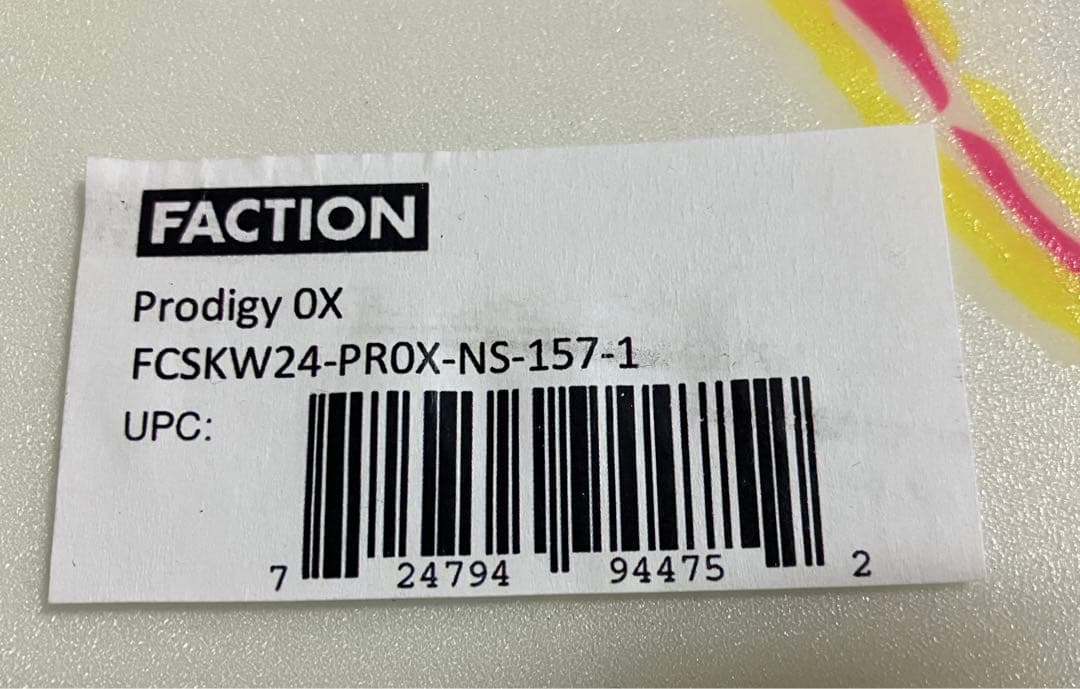 FACTION
Prodigy 0X
FCSKW24-PR0X-NS-157-1
UPC:
7 24794 94475 2